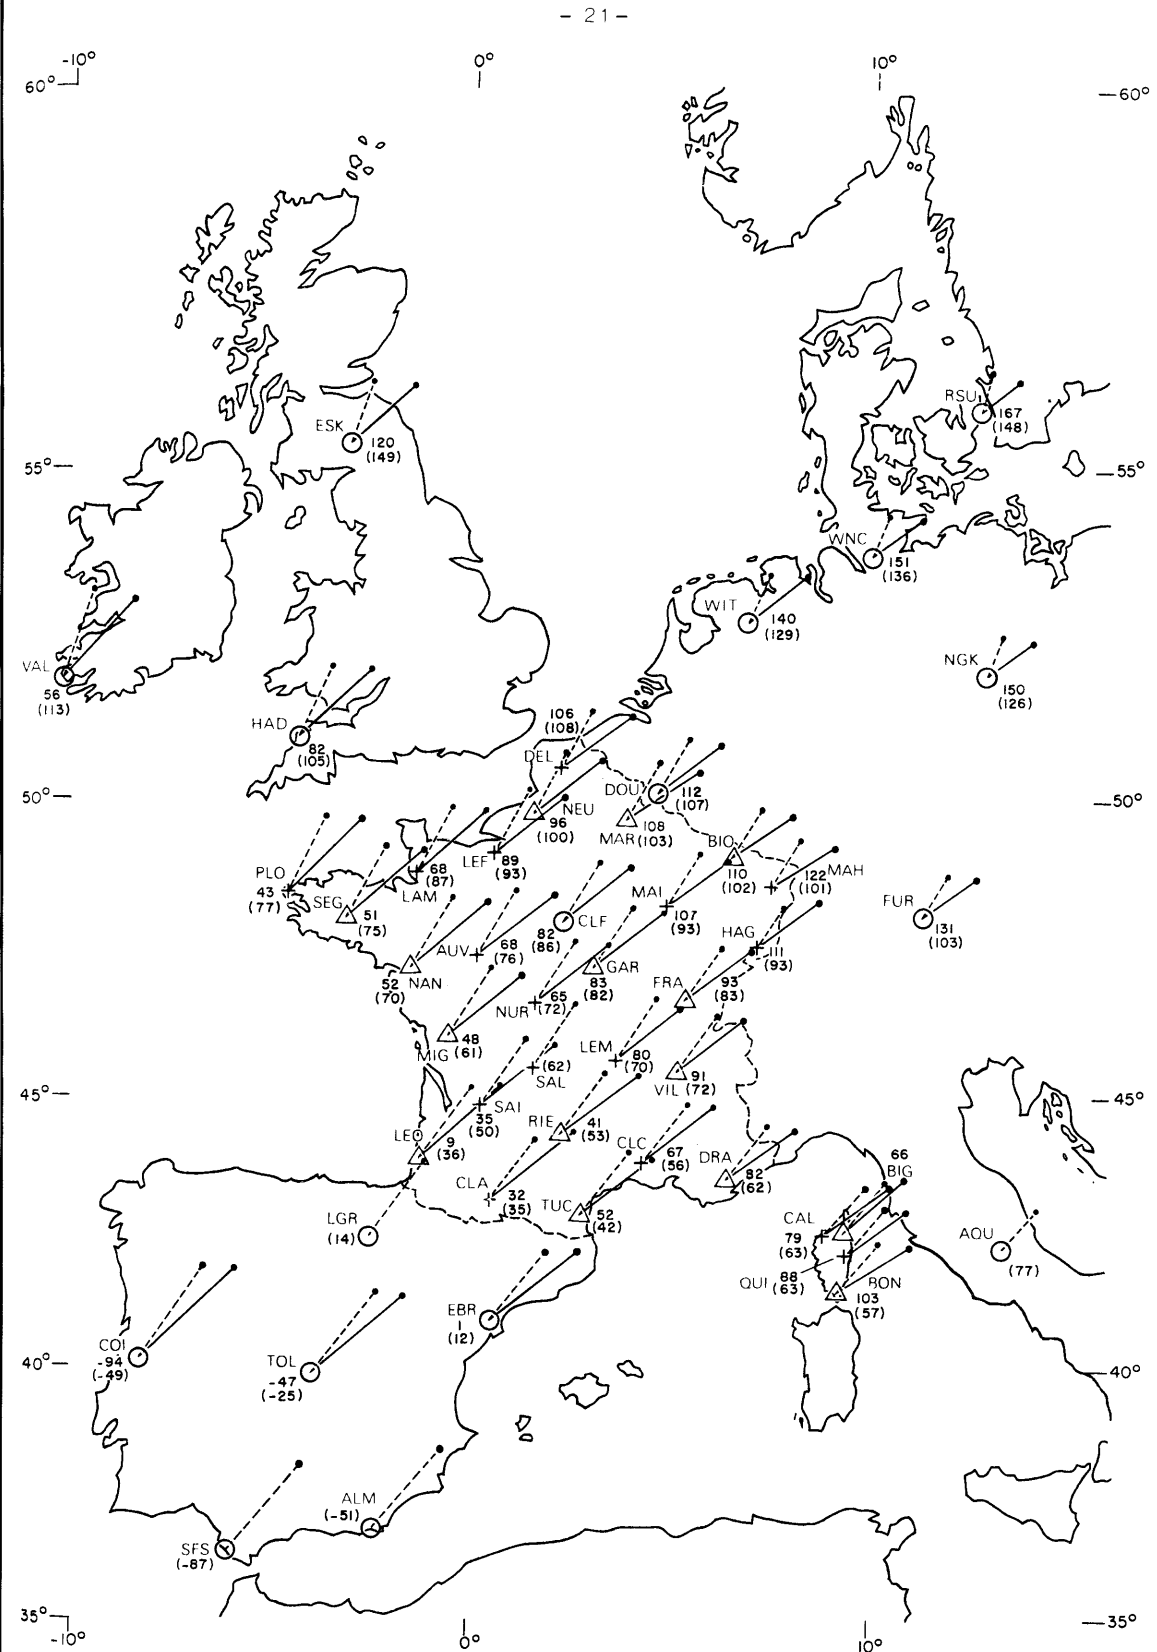 - 21 -
-10°
0°
10°
60°
60°
RSU
167
(148)
ESK
120
(149)
55°
55°
WNC
151
(136)
WIT
140
(129)
VAL
56
(113)
NGK
150
(126)
HAD
82
(105)
106
(108)
DEL
DOU
112
(107)
50°
50°
NEU
96
(100)
108
MAR (103)
BIO
110
(102)
LEF
89
(93)
PLO
43
(77)
68
(87)
LAM
122
(101)
MAH
SEG
51
(75)
MAI
107
(93)
FUR
131
(103)
CLF
82
(86)
AUV
68
(76)
HAG
111
(93)
NAN
52
(70)
GAR
83
(82)
FRA
93
(83)
NUR
65
(72)
MIG
48
(61)
LEM
80
(70)
(62)
SAL
VIL
91
(72)
45°
45°
SAI
35
(50)
RIE
41
(53)
LEO
9
(36)
CLC
67
(56)
DRA
82
(62)
66
BIG
CLA
32
(35)
TUC
52
(42)
LGR
(14)
CAL
79
(63)
AQU
(77)
QUI
88
(63)
BON
103
(57)
EBR
(12)
COI
-94
(-49)
TOL
-47
(-25)
40°
40°
ALM
(-51)
SFS
(-87)
35°
35°
-10°
0°
10°